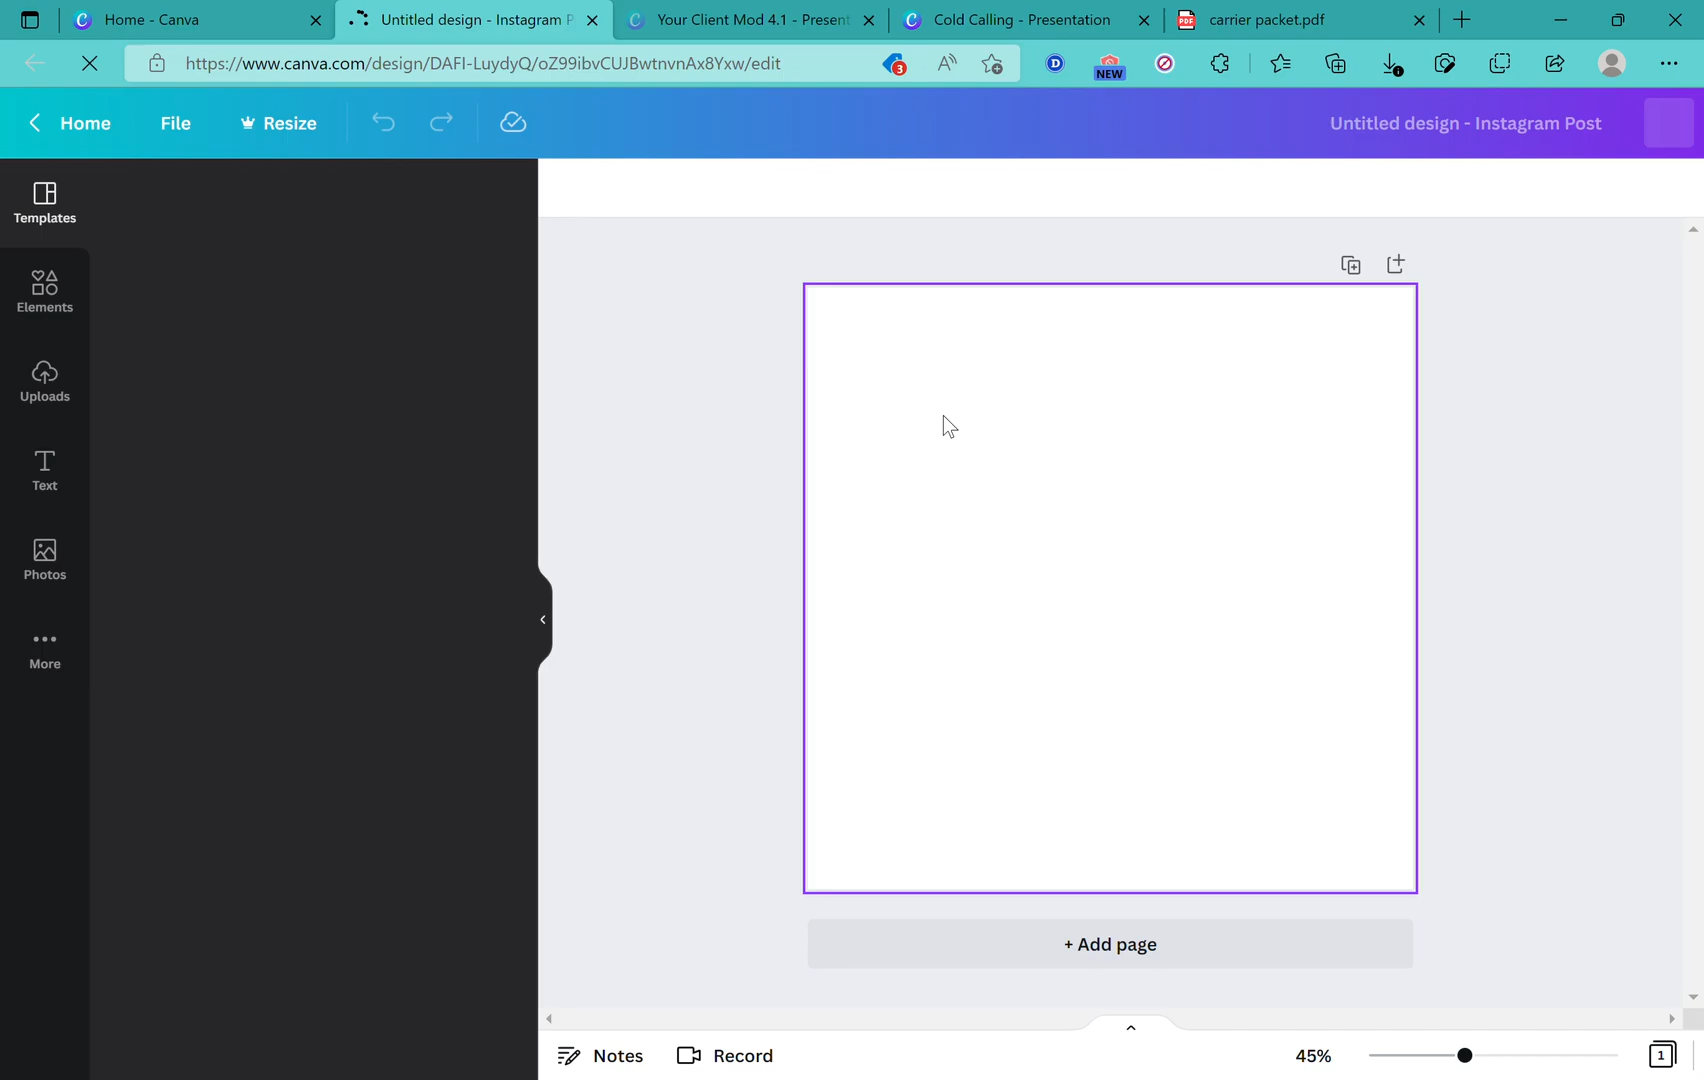 Home - Canva
Untitled design - Instagram P
Your Client Mod 4.1 - Present
Cold Calling - Presentation
PDF
carrier packet.pdf
https://www.canva.com/design/DAFI-LuydyQ/oZ99ibvCUJBwtnvnAx8Yxw/edit
3
A
D
NEW
Home
File
Resize
Untitled design - Instagram Post
Templates
Elements
Uploads
Text
Photos
More
+ Add page
Notes
Record
45%
1